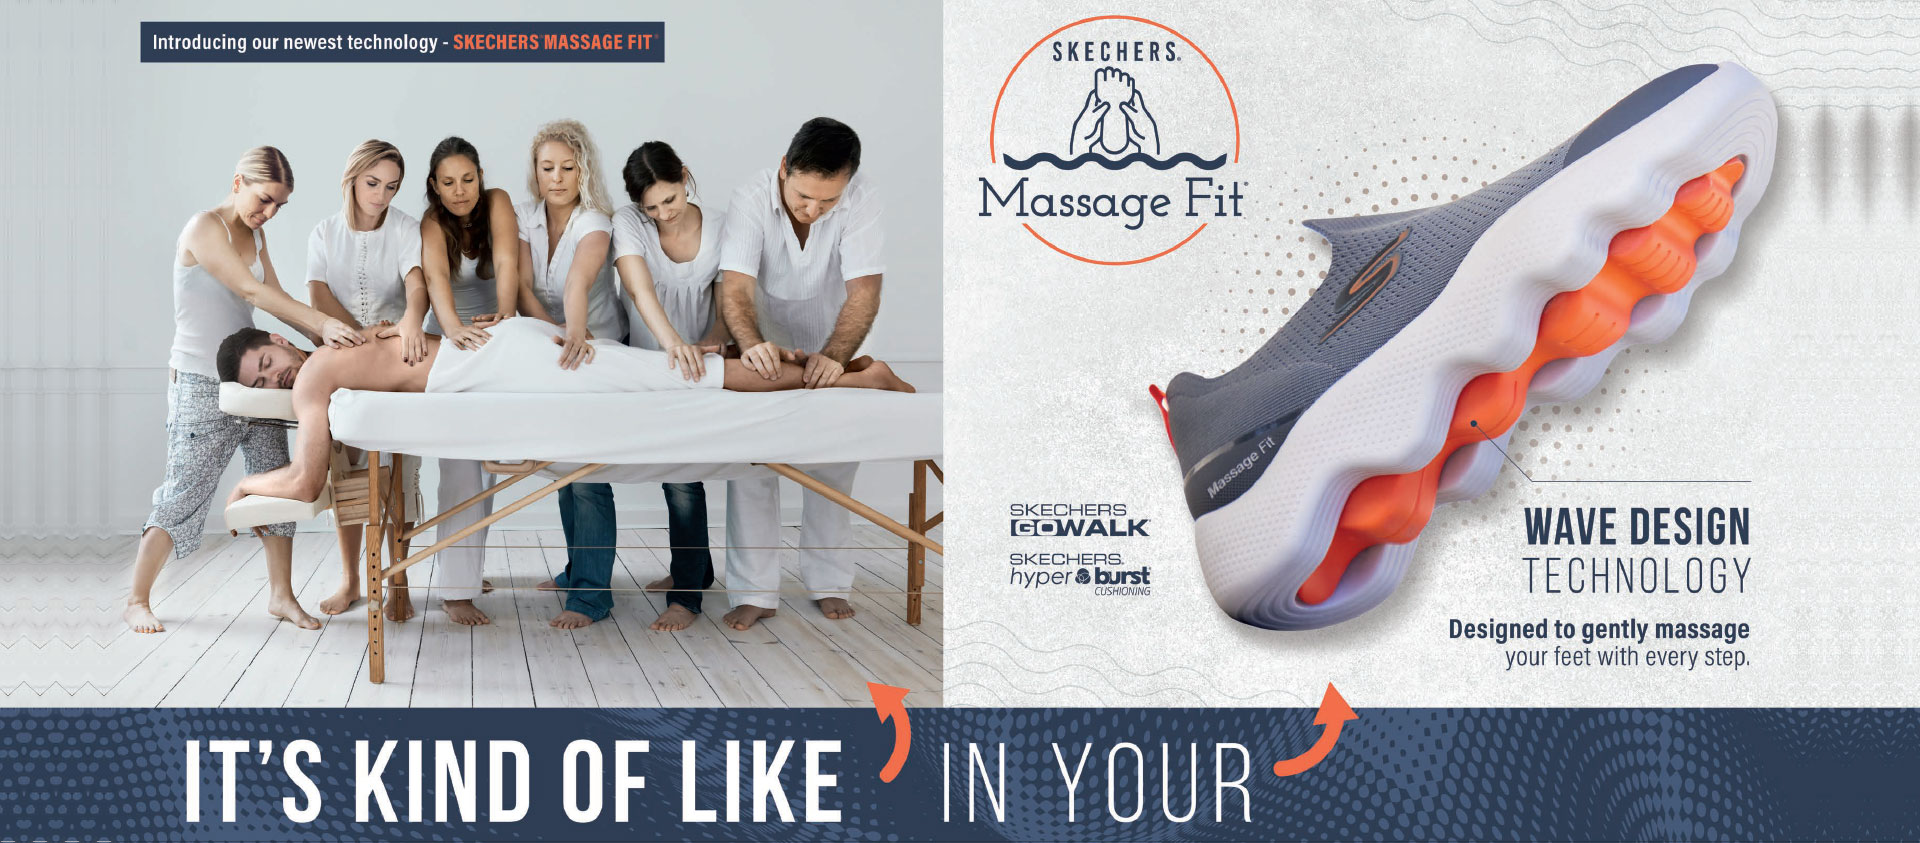 Introducing our newest technology - SKECHERS MASSAGE FIT®
SKECHERS®
Massage Fit®
Massage Fit
SKECHERS
GOWALK®
SKECHERS®
hyper burst®
CUSHIONING
WAVE DESIGN
TECHNOLOGY
Designed to gently massage
your feet with every step.
IT'S KIND OF LIKE IN YOUR